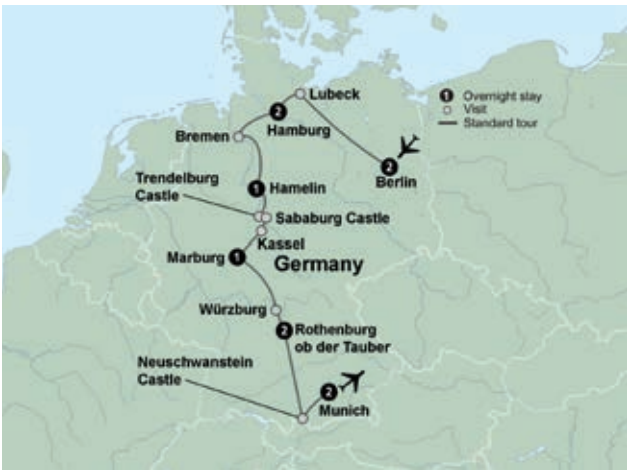 Lubeck
1 Overnight stay
Visit
Standard tour
2
Hamburg
Bremen
2
Berlin
Trendelburg
Castle
1 Hamelin
Sababurg Castle
Kassel
Marburg 1
Germany
Würzburg
2 Rothenburg
ob der Tauber
Neuschwanstein
Castle
2
Munich